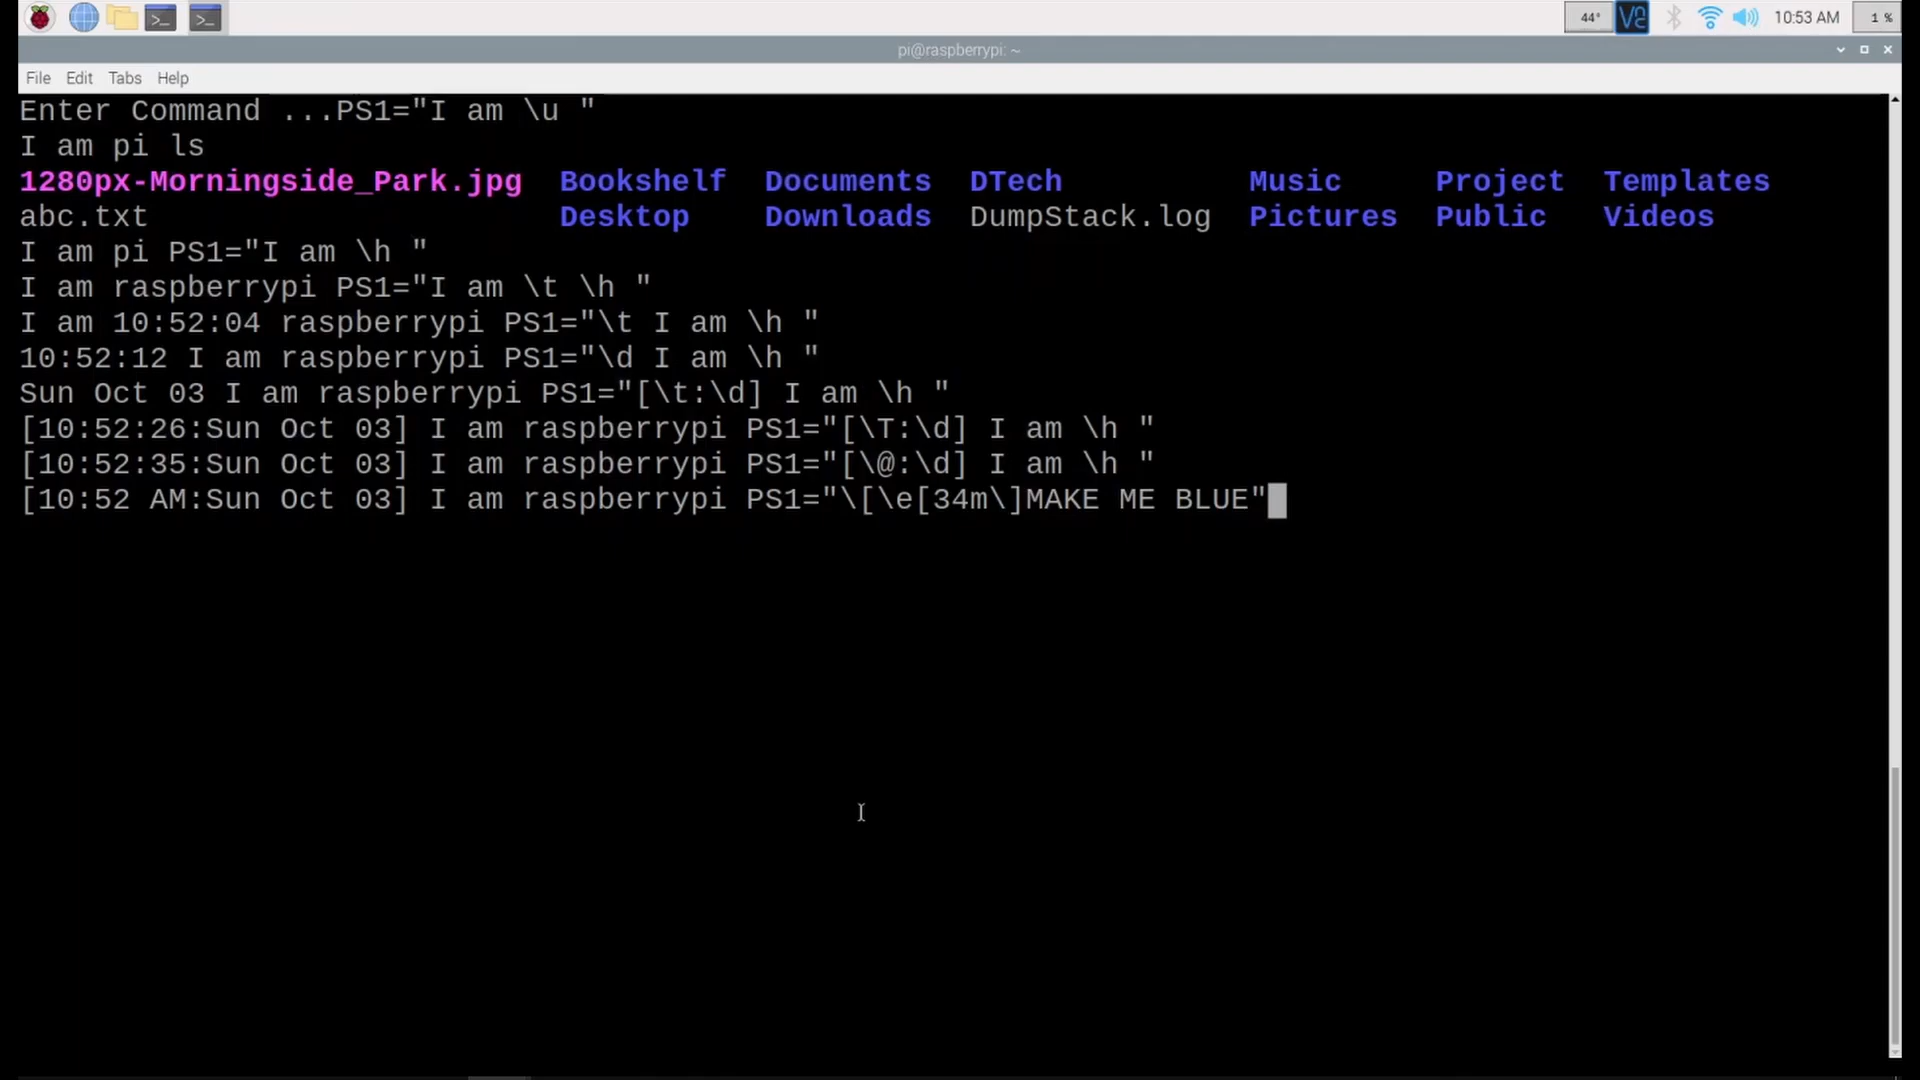 44° V2 10:53 AM 1 %
pi@raspberrypi: ~
File Edit Tabs Help
Enter Command ...PS1="I am \u "
I am pi ls
1280px-Morningside_Park.jpg Bookshelf Documents DTech Music Project Templates
abc.txt Desktop Downloads DumpStack.log Pictures Public Videos
I am pi PS1="I am \h "
I am raspberrypi PS1="I am \t \h "
I am 10:52:04 raspberrypi PS1="\t I am \h "
10:52:12 I am raspberrypi PS1="\d I am \h "
Sun Oct 03 I am raspberrypi PS1="[\t:\d] I am \h "
[10:52:26:Sun Oct 03] I am raspberrypi PS1="[\T:\d] I am \h "
[10:52:35:Sun Oct 03] I am raspberrypi PS1="[\@:\d] I am \h "
[10:52 AM:Sun Oct 03] I am raspberrypi PS1="\[\e[34m\]MAKE ME BLUE"